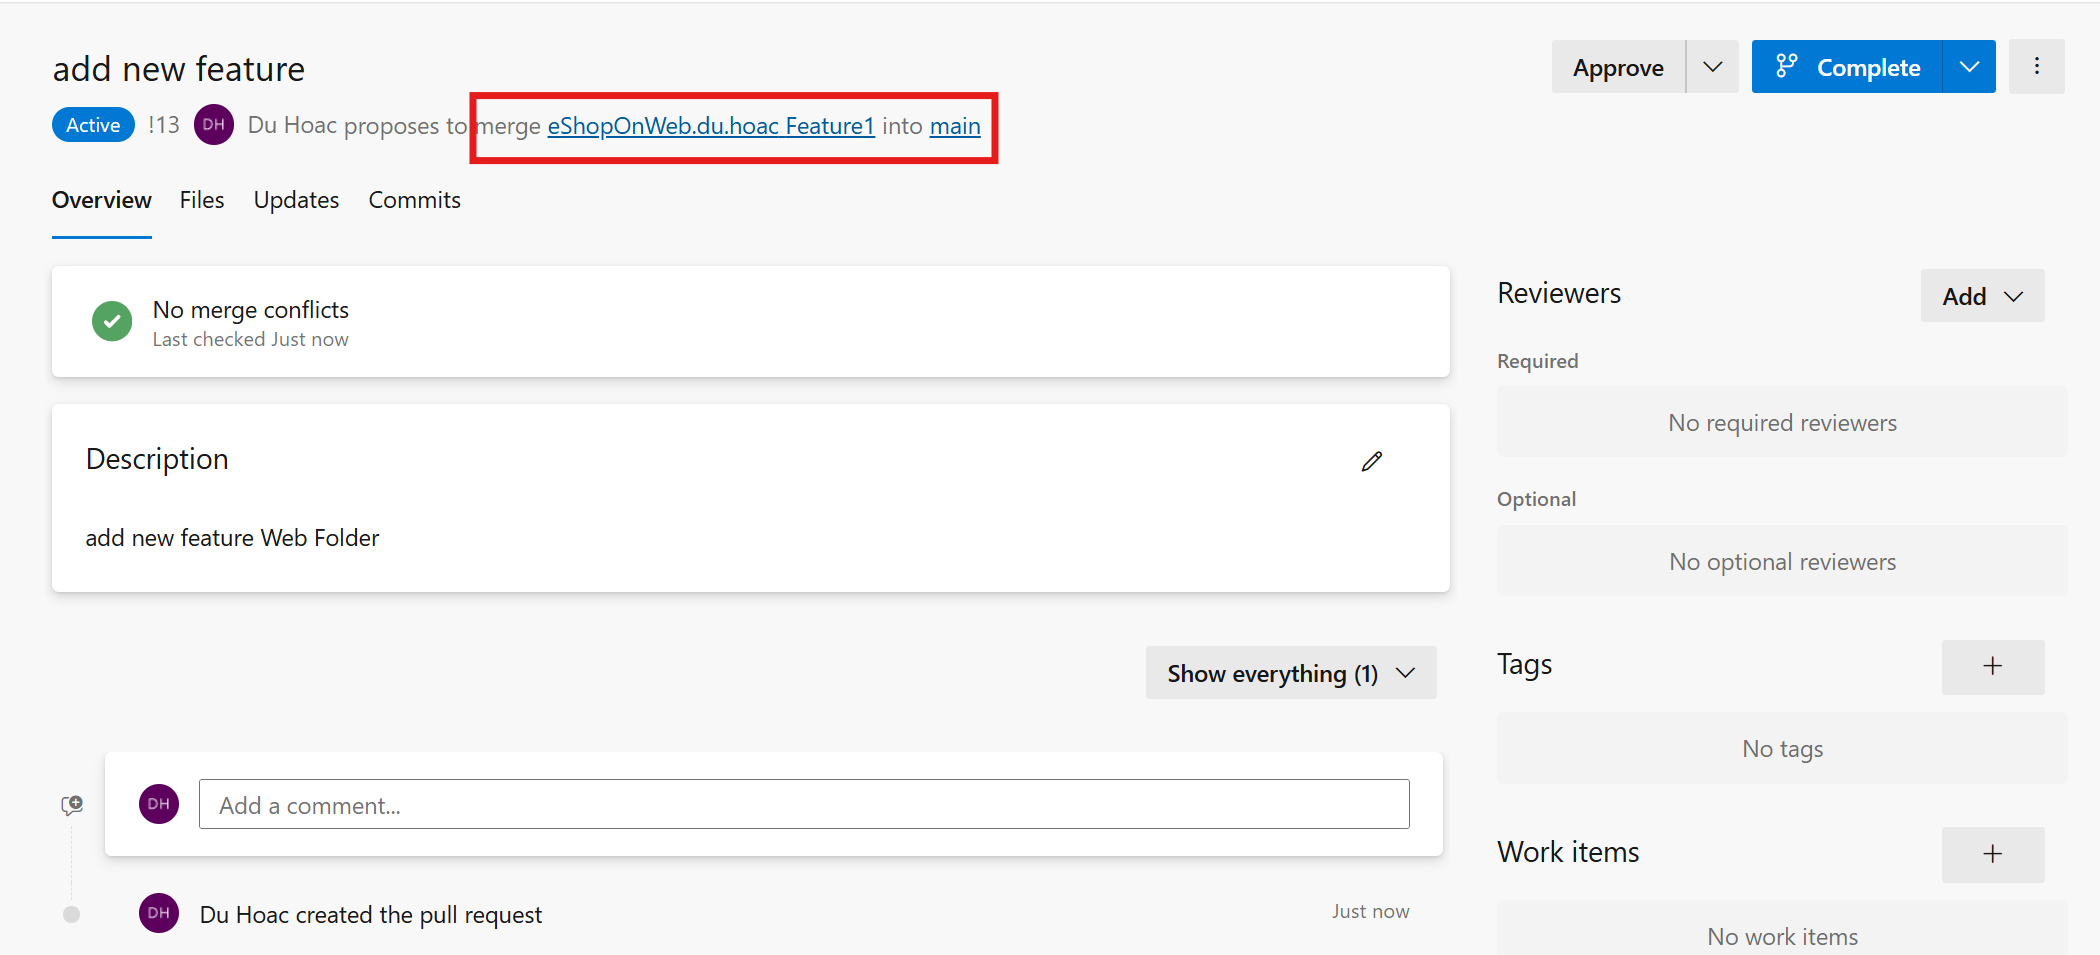 add new feature
Approve
Complete
Active !13 DH Du Hoac proposes to merge eShopOnWeb.du.hoac Feature1 into main
Overview Files Updates Commits
No merge conflicts
Last checked Just now
Description
add new feature Web Folder
Show everything (1)
DH Add a comment...
DH Du Hoac created the pull request Just now
Reviewers Add
Required
No required reviewers
Optional
No optional reviewers
Tags
No tags
Work items
No work items